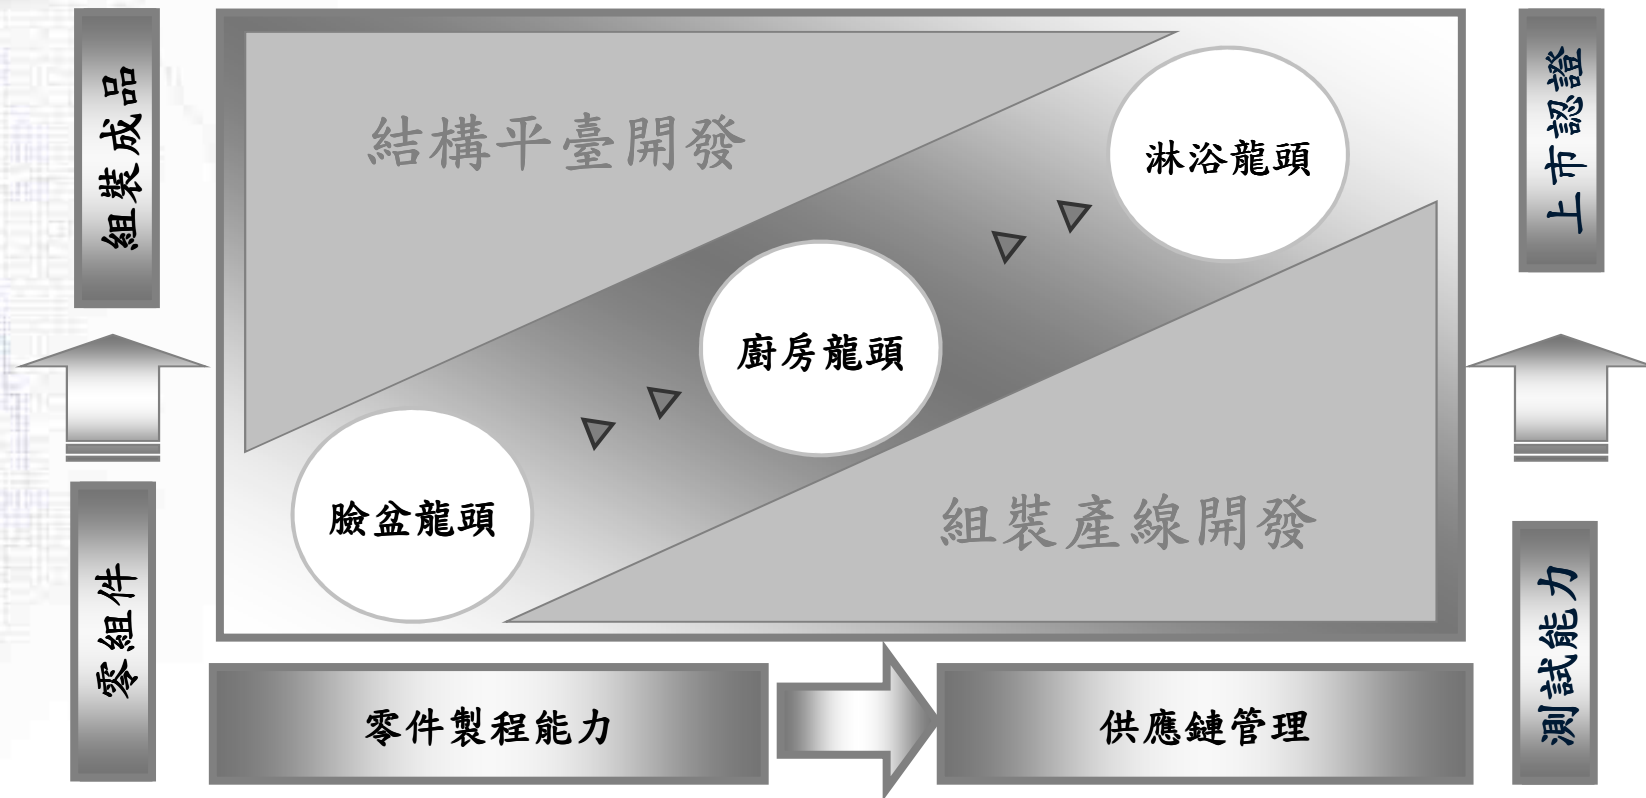 組裝成品
零組件
結構平臺開發
淋浴龍頭
廚房龍頭
臉盆龍頭
組裝產線開發
上市認證
測試能力
零件製程能力
供應鏈管理